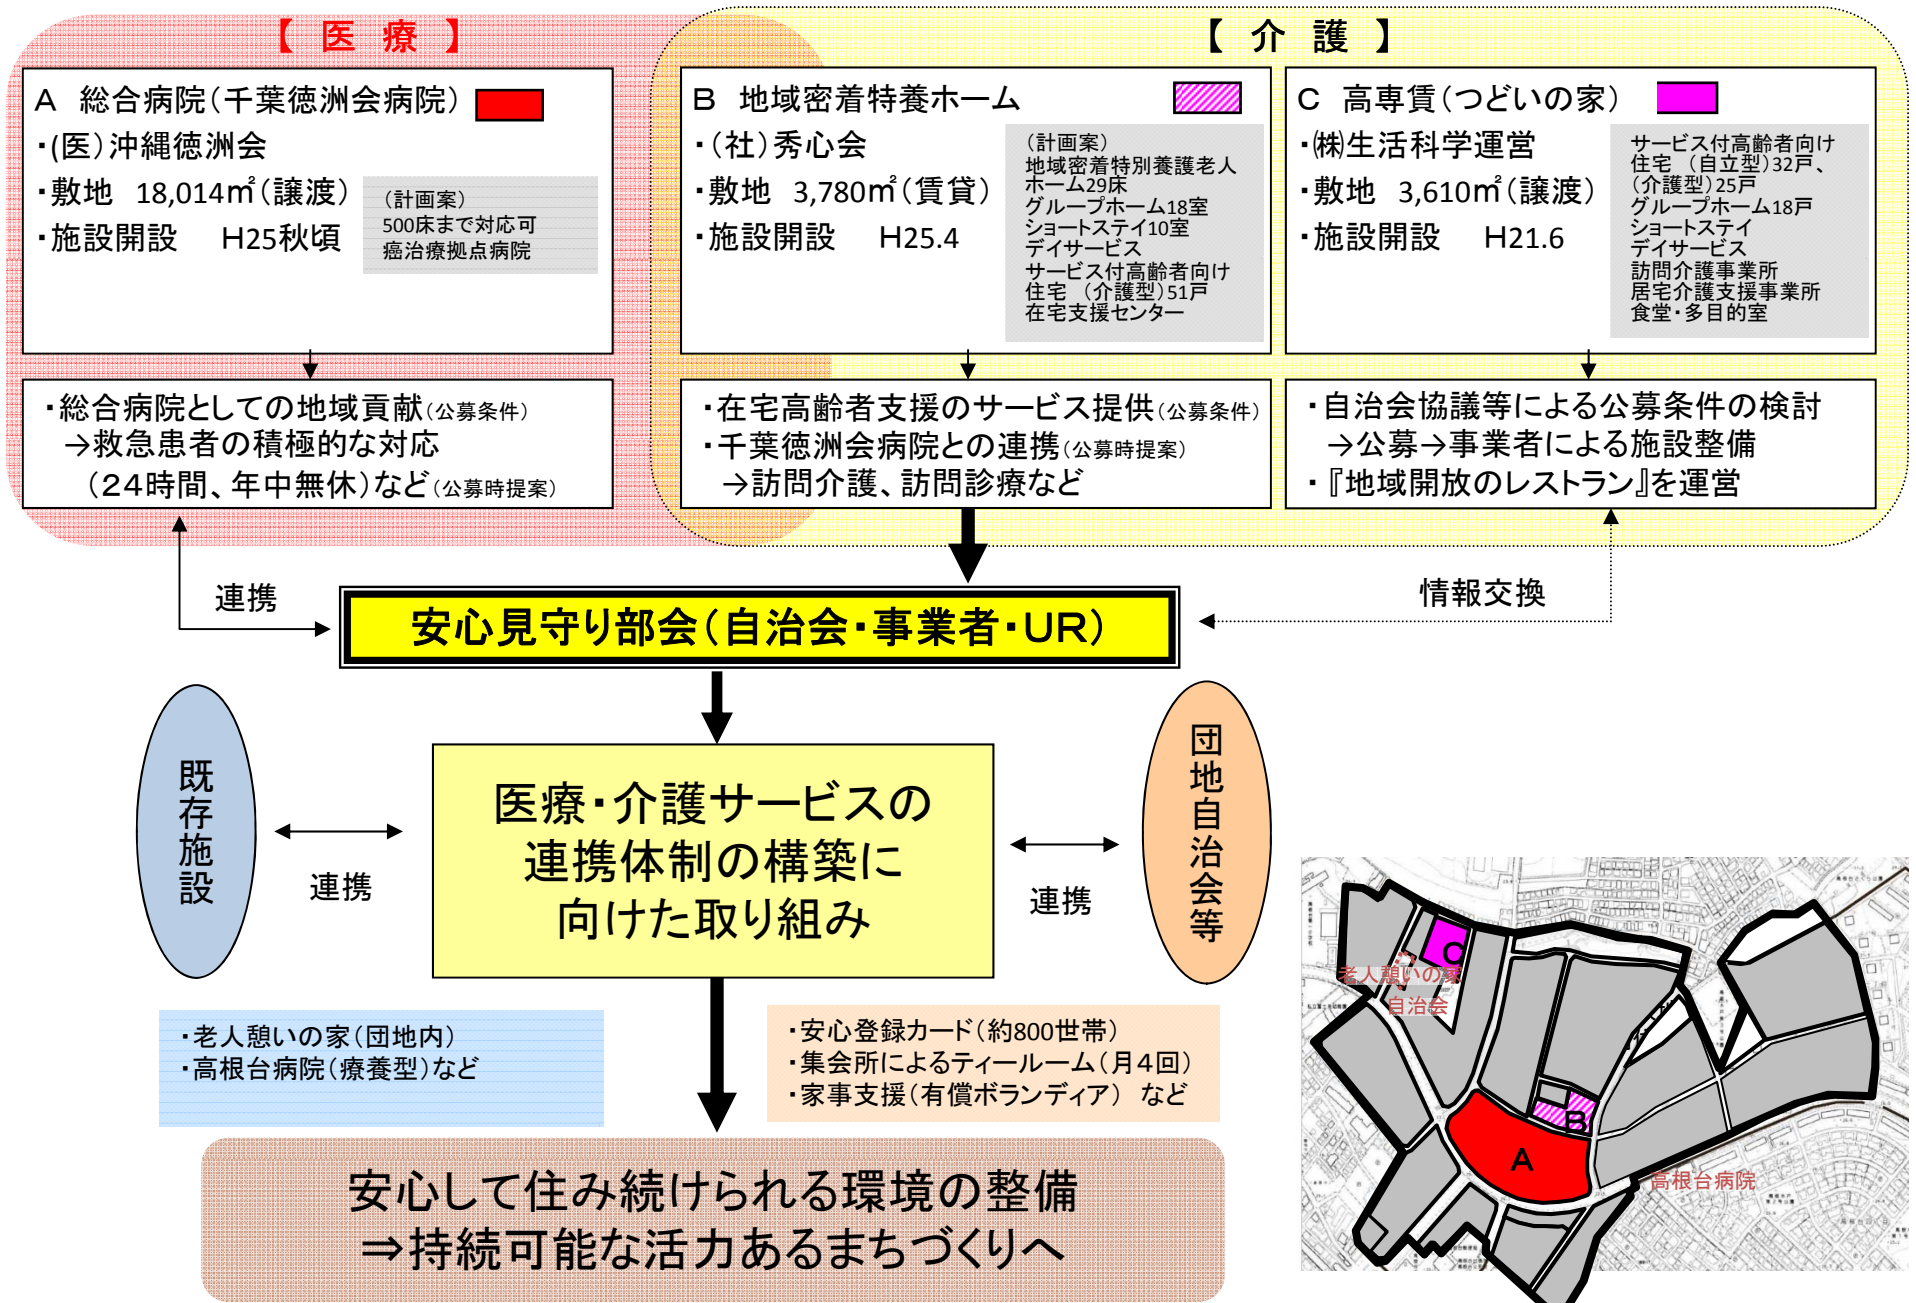 【 医 療 】
A 総合病院（千葉徳洲会病院）
・(医)沖縄徳洲会
・敷地 18,014㎡（譲渡）
・施設開設 H25秋頃
（計画案）
500床まで対応可
癌治療拠点病院
・総合病院としての地域貢献（公募条件）
→救急患者の積極的な対応
（24時間、年中無休）など（公募時提案）
【 介 護 】
B 地域密着特養ホーム
・（社）秀心会
・敷地 3,780㎡（賃貸）
・施設開設 H25.4
（計画案）
地域密着特別養護老人
ホーム29床
グループホーム18室
ショートステイ10室
デイサービス
サービス付高齢者向け
住宅 （介護型）51戸
在宅支援センター
・在宅高齢者支援のサービス提供（公募条件）
・千葉徳洲会病院との連携（公募時提案）
→訪問介護、訪問診療など
C 高専賃（つどいの家）
・㈱生活科学運営
・敷地 3,610㎡（譲渡）
・施設開設 H21.6
サービス付高齢者向け
住宅 （自立型）32戸、
（介護型）25戸
グループホーム18戸
ショートステイ
デイサービス
訪問介護事業所
居宅介護支援事業所
食堂・多目的室
・自治会協議等による公募条件の検討
→公募→事業者による施設整備
・『地域開放のレストラン』を運営
連携
情報交換
安心見守り部会（自治会・事業者・UR）
既存施設
連携
医療・介護サービスの
連携体制の構築に
向けた取り組み
連携
団地自治会等
・老人憩いの家（団地内）
・高根台病院（療養型）など
・安心登録カード（約800世帯）
・集会所によるティールーム（月4回）
・家事支援（有償ボランディア） など
安心して住み続けられる環境の整備
⇒持続可能な活力あるまちづくりへ
C
老人憩いの家
自治会
B
A
高根台病院